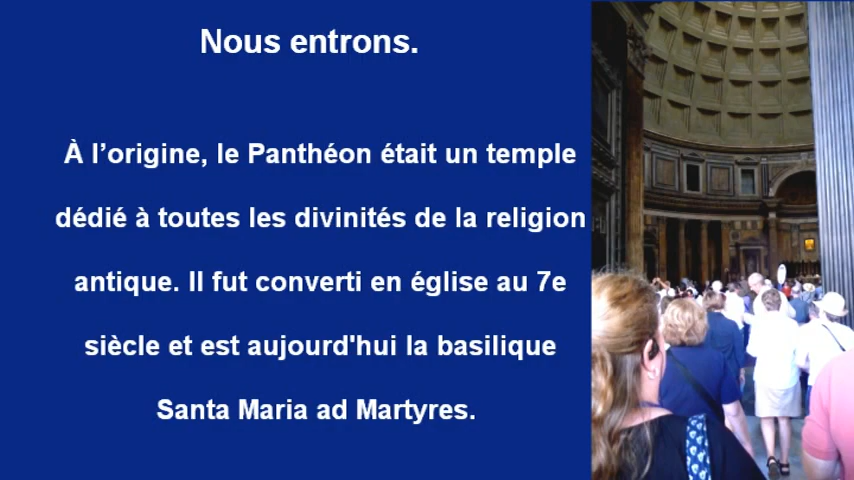 Nous entrons.
À l’origine, le Panthéon était un temple
dédié à toutes les divinités de la religion
antique. Il fut converti en église au 7e
siècle et est aujourd'hui la basilique
Santa Maria ad Martyres.